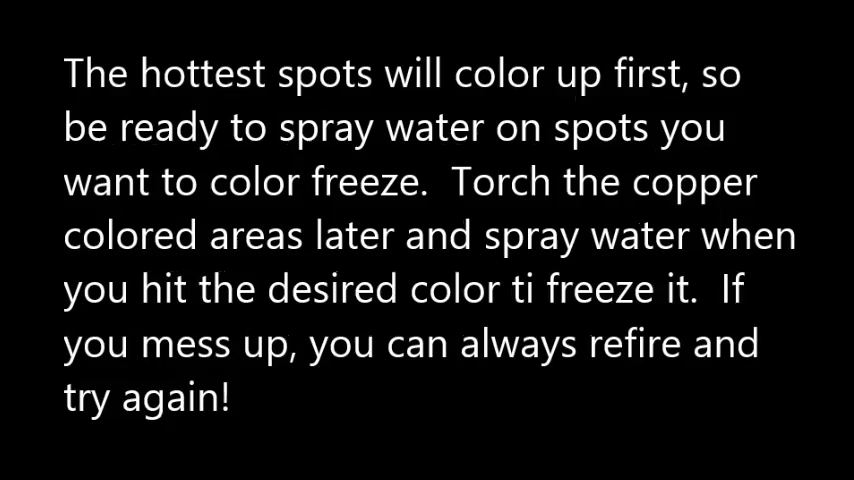 The hottest spots will color up first, so
be ready to spray water on spots you
want to color freeze.  Torch the copper
colored areas later and spray water when
you hit the desired color ti freeze it.  If
you mess up, you can always refire and
try again!